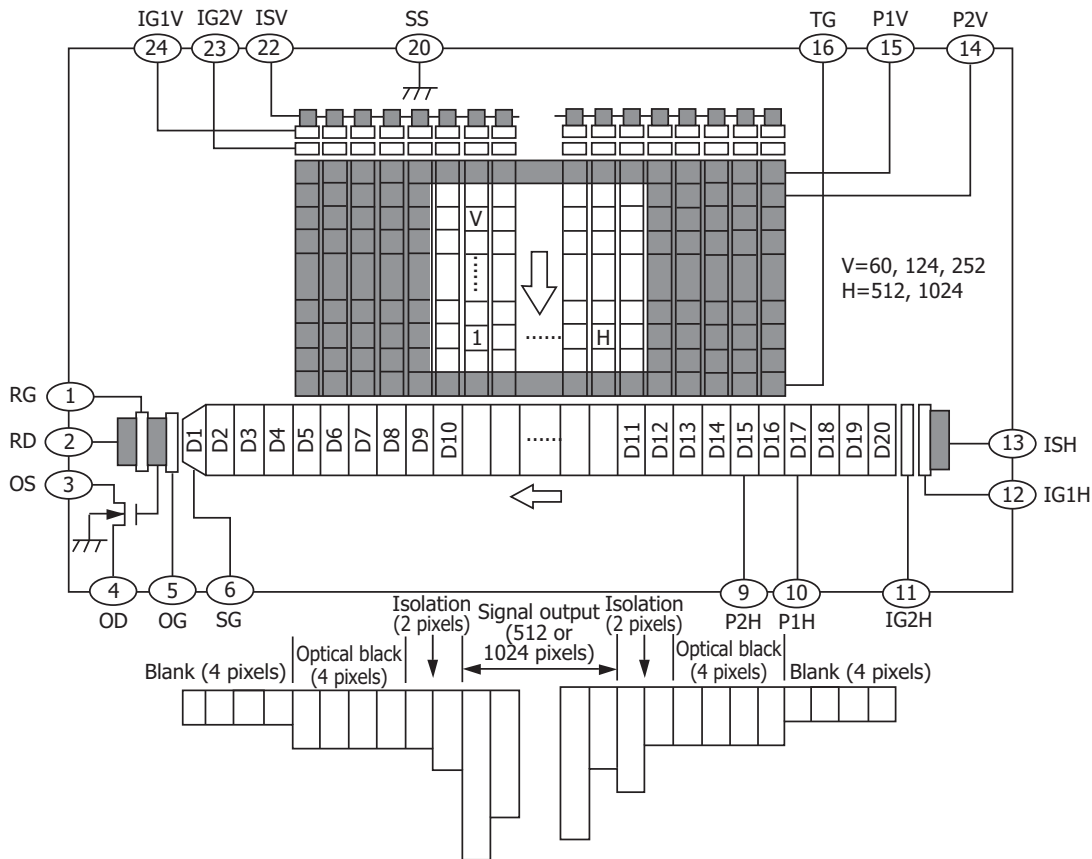 IG1V IG2V ISV SS TG P1V P2V
24 23 22 20 16 15 14
V
1 ...... H
V=60, 124, 252
H=512, 1024
RG 1
RD 2
OS 3
D1 D2 D3 D4 D5 D6 D7 D8 D9 D10 ...... D11 D12 D13 D14 D15 D16 D17 D18 D19 D20
13 ISH
12 IG1H
4 5 6 9 10 11
OD OG SG P2H P1H IG2H
Isolation
(2 pixels)
Signal output
(512 or
1024 pixels)
Isolation
(2 pixels)
Blank (4 pixels)
Optical black
(4 pixels)
Optical black
(4 pixels)
Blank (4 pixels)